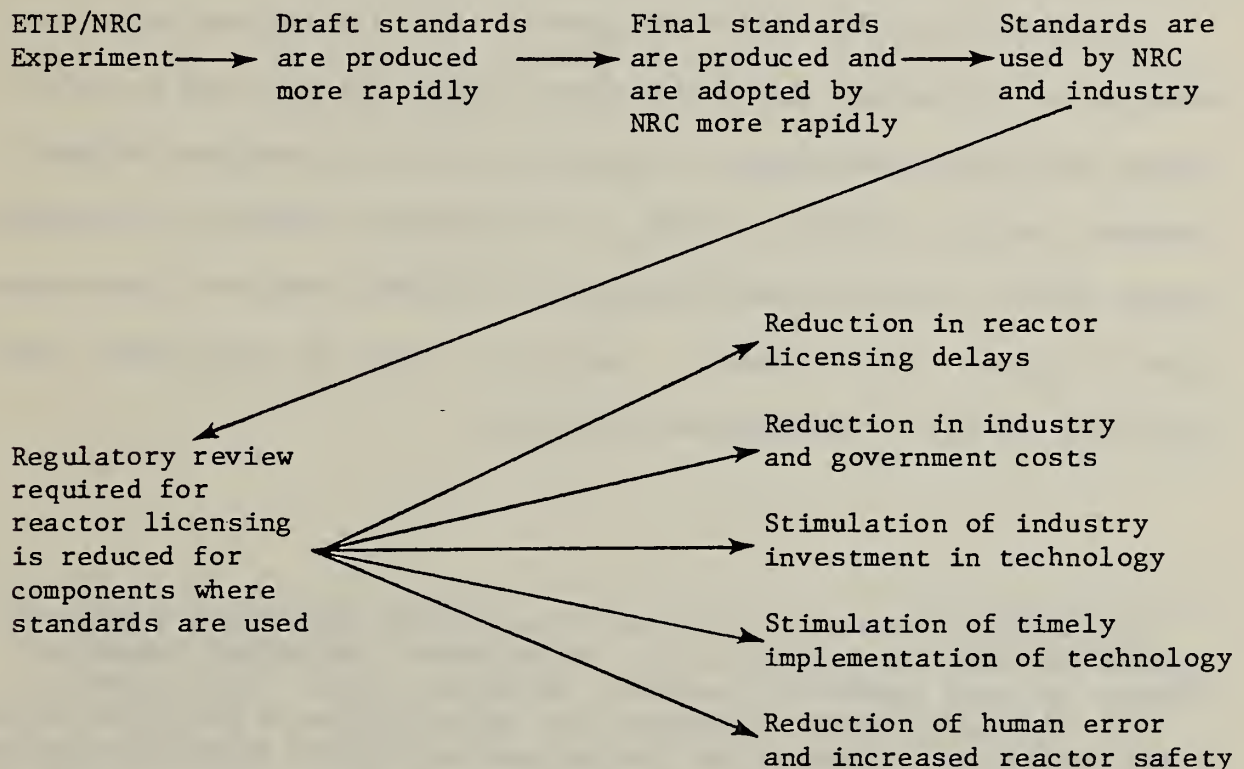 ETIP/NRC
Experiment
Draft standards
are produced
more rapidly
Final standards
are produced and
are adopted by
NRC more rapidly
Standards are
used by NRC
and industry
Regulatory review
required for
reactor licensing
is reduced for
components where
standards are used
Reduction in reactor
licensing delays
Reduction in industry
and government costs
Stimulation of industry
investment in technology
Stimulation of timely
implementation of technology
Reduction of human error
and increased reactor safety